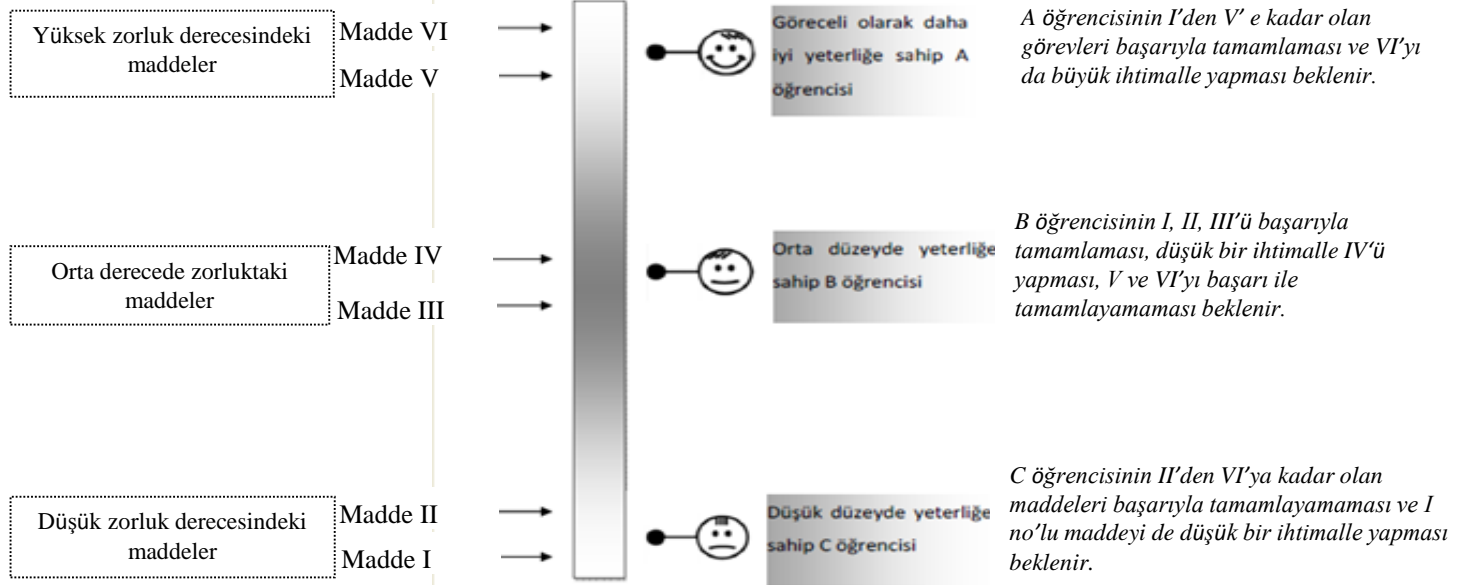 Yüksek zorluk derecesindeki
maddeler
Madde VI
Madde V
Göreceli olarak daha
iyi yeterliğe sahip A
öğrencisi
A öğrencisinin I'den V' e kadar olan
görevleri başarıyla tamamlaması ve VI'yı
da büyük ihtimalle yapması beklenir.
Orta derecede zorluktaki
maddeler
Madde IV
Madde III
Orta düzeyde yeterliğe
sahip B öğrencisi
B öğrencisinin I, II, III'ü başarıyla
tamamlaması, düşük bir ihtimalle IV'ü
yapması, V ve VI'yı başarı ile
tamamlayamaması beklenir.
Düşük zorluk derecesindeki
maddeler
Madde II
Madde I
Düşük düzeyde yeterliğe
sahip C öğrencisi
C öğrencisinin II'den VI'ya kadar olan
maddeleri başarıyla tamamlayamaması ve I
no'lu maddeyi de düşük bir ihtimalle yapması
beklenir.